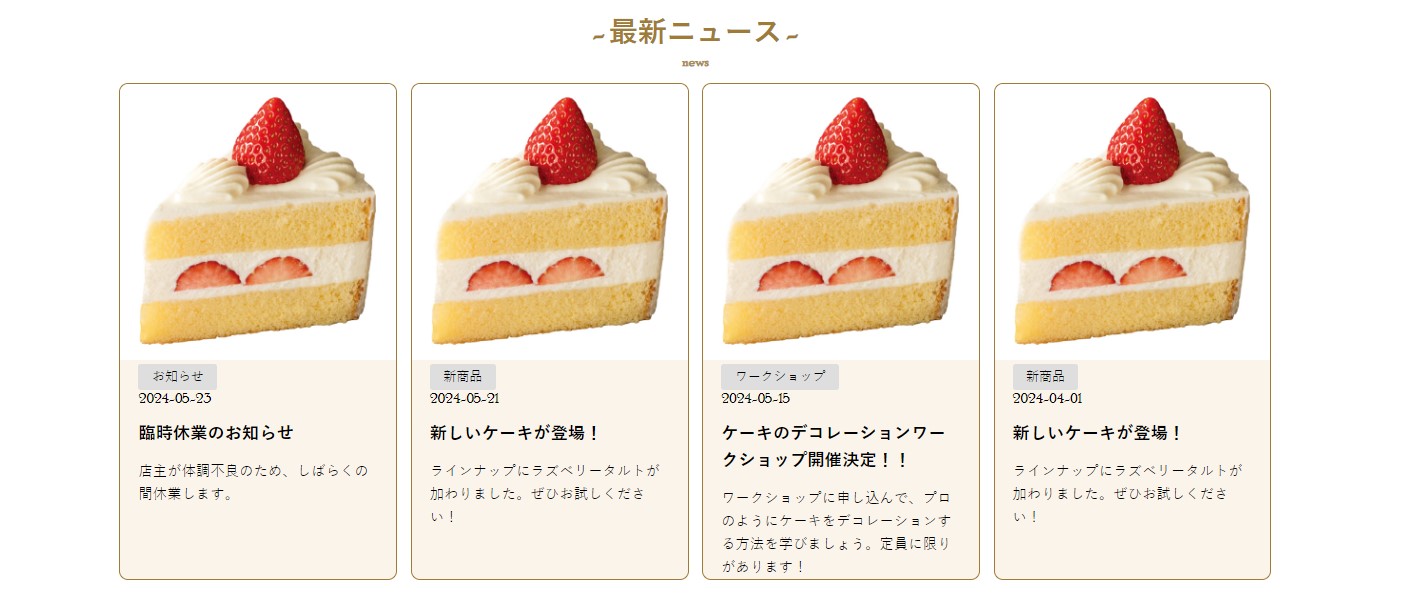 ~最新ニュース~
news
お知らせ
2024-05-23
臨時休業のお知らせ
店主が体調不良のため、しばらくの
間休業します。
新商品
2024-05-21
新しいケーキが登場！
ラインナップにラズベリータルトが
加わりました。ぜひお試しくださ
い！
ワークショップ
2024-05-15
ケーキのデコレーションワー
クショップ開催決定！！
ワークショップに申し込んで、プロ
のようにケーキをデコレーションす
る方法を学びましょう。定員に限り
があります！
新商品
2024-04-01
新しいケーキが登場！
ラインナップにラズベリータルトが
加わりました。ぜひお試しくださ
い！